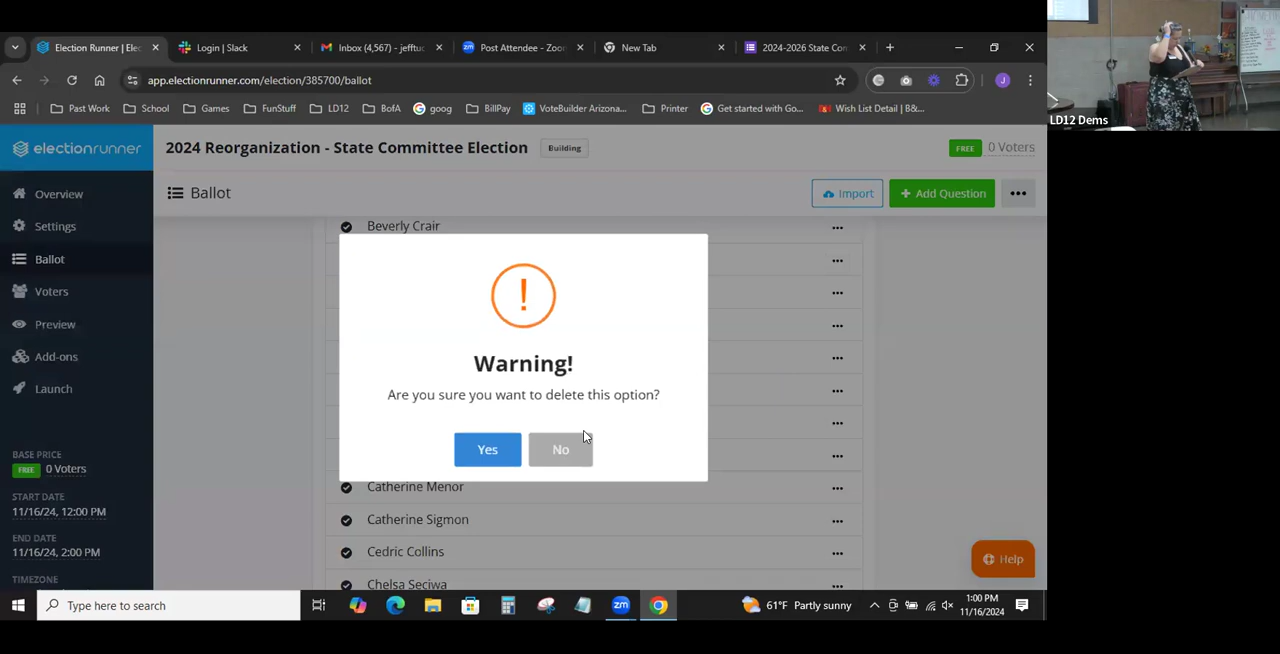 Election Runner | Elec
Login | Slack
Inbox (4,567) - jefftuc
Post Attendee - Zoo
New Tab
2024-2026 State Con
app.electionrunner.com/election/385700/ballot
J
Past Work
School
Games
FunStuff
LD12
BofA
goog
BillPay
VoteBuilder Arizona...
Printer
Get started with Go...
Wish List Detail | B&...
LD12 Dems
electionrunner
2024 Reorganization - State Committee Election
Building
FREE
0 Voters
Overview
Settings
Ballot
Voters
Preview
Add-ons
Launch
BASE PRICE
FREE
0 Voters
START DATE
11/16/24, 12:00 PM
END DATE
11/16/24, 2:00 PM
TIMEZONE
Ballot
Import
+ Add Question
Beverly Crair
!
Warning!
Are you sure you want to delete this option?
Yes
No
Catherine Menor
Catherine Sigmon
Cedric Collins
Chelsa Seciwa
Help
Type here to search
zm
61°F Partly sunny
1:00 PM
11/16/2024